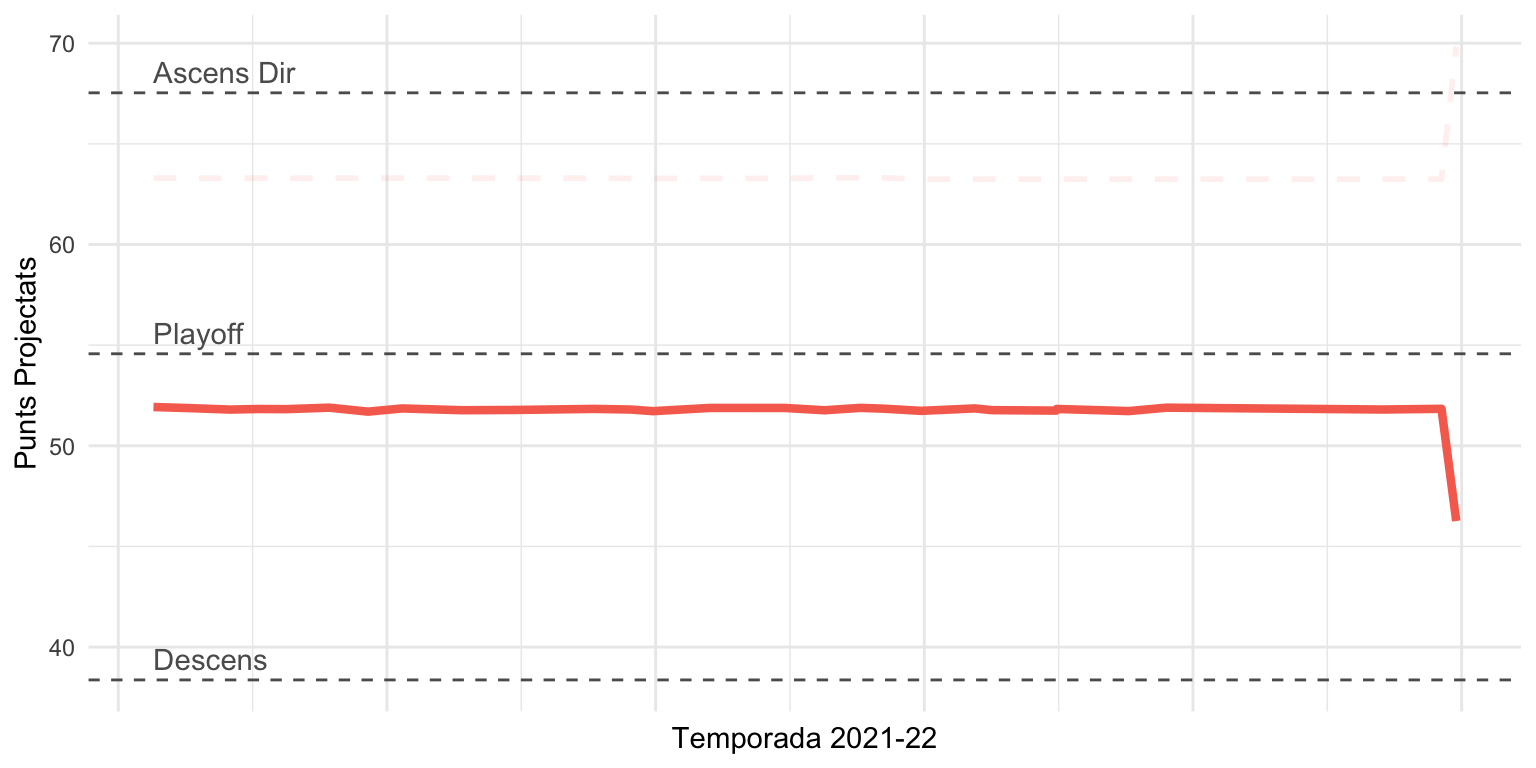 70
Ascens Dir
60
Playoff
Punts Projectats
50
40
Descens
Temporada 2021-22